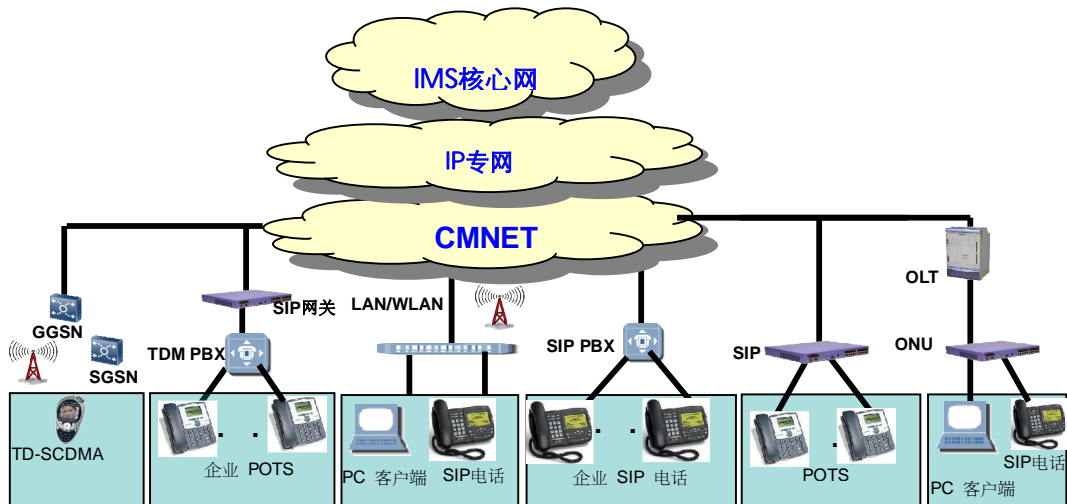 IMS核心网
IP专网
CMNET
OLT
GGSN
SIP网关
LAN/WLAN
SGSN
TDM PBX
SIP PBX
SIP
ONU
TD-SCDMA
企业 POTS
PC 客户端
SIP电话
企业 SIP 电话
POTS
SIP电话
PC 客户端